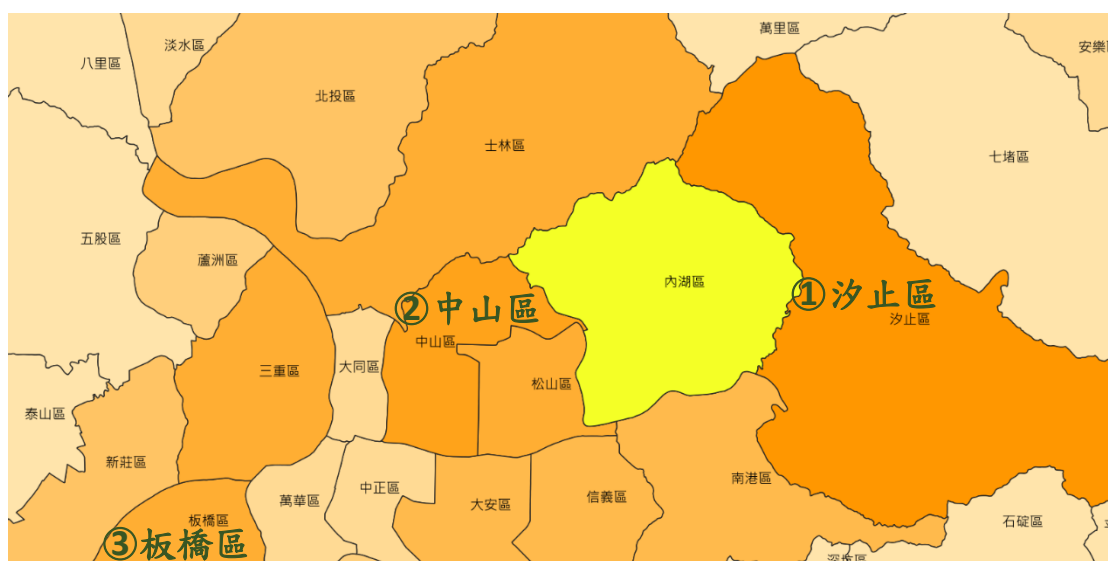 萬里區
淡水區
安樂
八里區
北投區
士林區
七堵區
五股區
蘆洲區
內湖區
①汐止區
②中山區
汐止區
中山區
大同區
三重區
松山區
泰山區
新莊區
南港區
中正區
信義區
萬華區
大安區
板橋區
石碇區
③板橋區